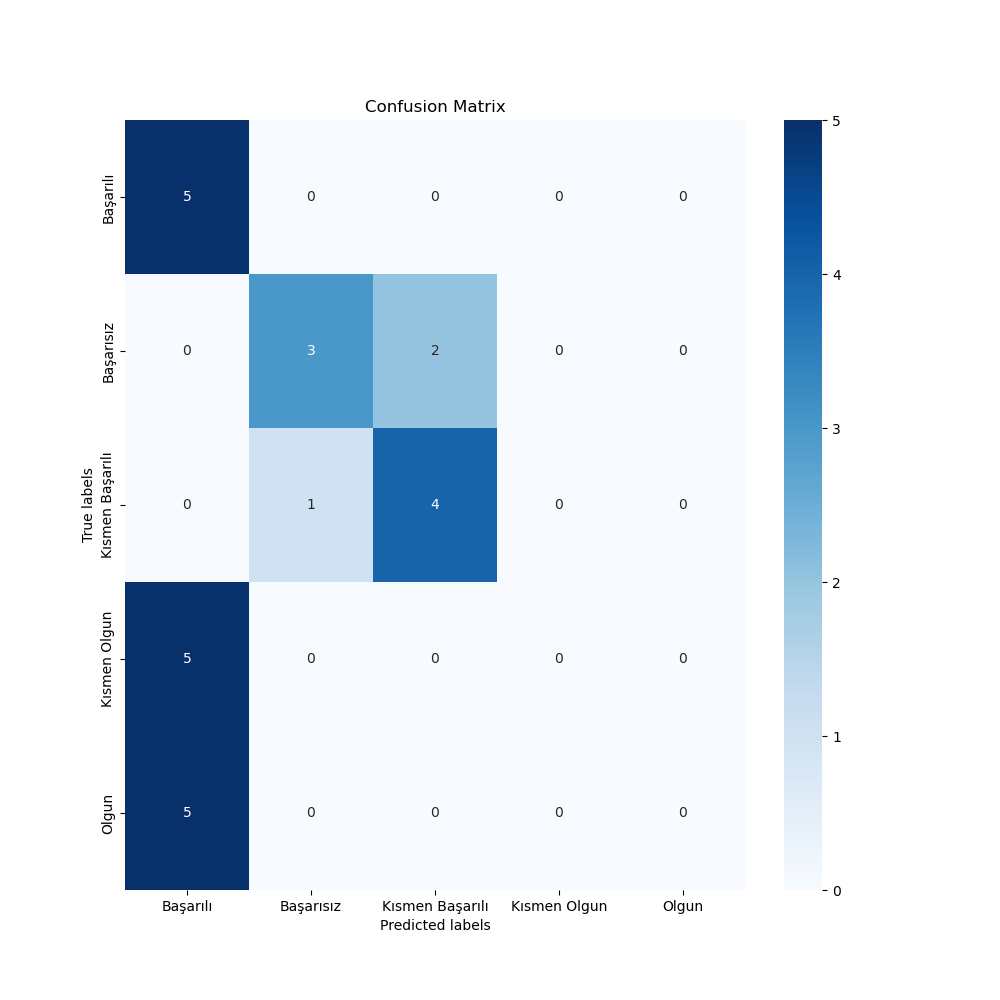 Confusion Matrix
True labels
Başarılı
5 0 0 0 0
Başarısız
0 3 2 0 0
Kısmen Başarılı
0 1 4 0 0
Kısmen Olgun
5 0 0 0 0
Olgun
5 0 0 0 0
Başarılı Başarısız Kısmen Başarılı Kısmen Olgun Olgun
Predicted labels
5
4
3
2
1
0